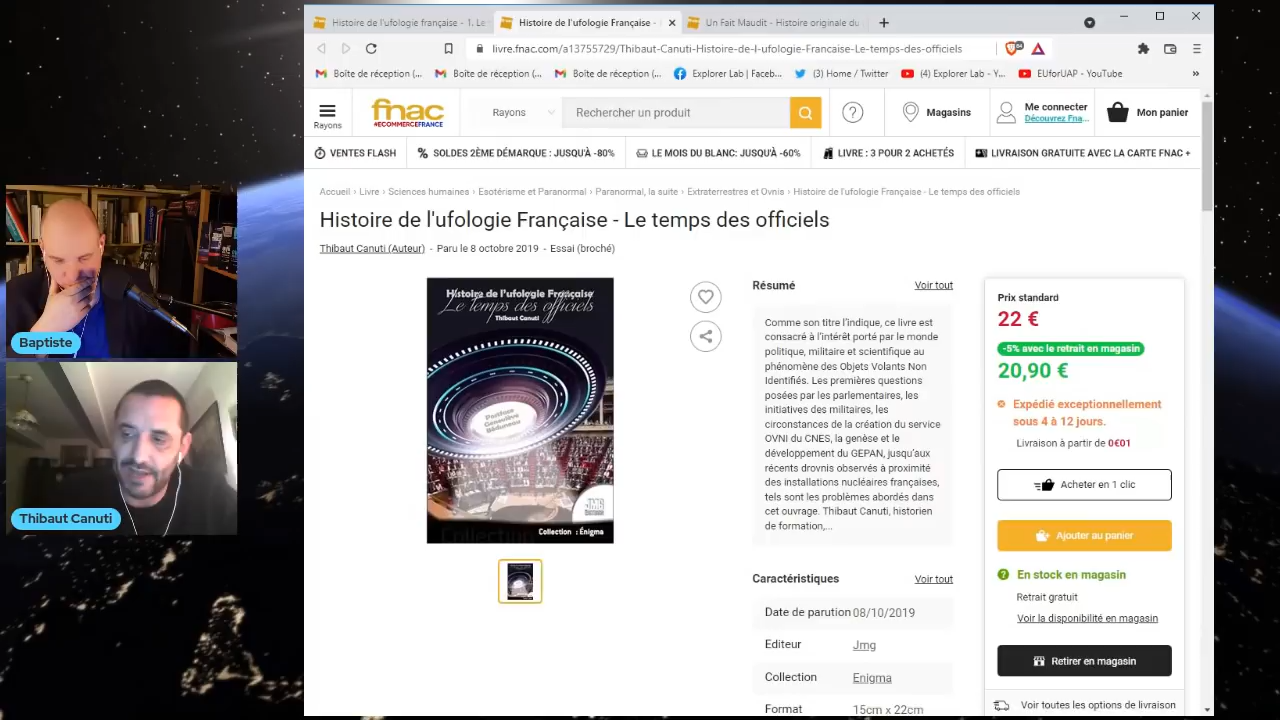 Histoire de l'ufologie française - 1. Le
Histoire de l'ufologie Française -
Un Fait Maudit - Histoire originale du
livre.fnac.com/a13755729/Thibaut-Canuti-Histoire-de-l-ufologie-Francaise-Le-temps-des-officiels
Boîte de réception (...
Boîte de réception (...
Boîte de réception (...
Explorer Lab | Faceb...
(3) Home / Twitter
(4) Explorer Lab - Y...
EUforUAP - YouTube
»
Rayons
fnac
#ECOMMERCEFRANCE
Rayons
Rechercher un produit
Magasins
Me connecter
Découvrez Fna...
Mon panier
VENTES FLASH
SOLDES 2ÈME DÉMARQUE : JUSQU'À -80%
LE MOIS DU BLANC: JUSQU'À -60%
LIVRE : 3 POUR 2 ACHETÉS
LIVRAISON GRATUITE AVEC LA CARTE FNAC +
Accueil › Livre › Sciences humaines › Esotérisme et Paranormal › Paranormal, la suite › Extraterrestres et Ovnis › Histoire de l'ufologie Française - Le temps des officiels
Histoire de l'ufologie Française - Le temps des officiels
Thibaut Canuti (Auteur) - Paru le 8 octobre 2019 - Essai (broché)
Histoire de l'ufologie Française
Le temps des officiels
Thibaut Canuti
Postface
Geneviève
JMG
Collection : Énigma
Résumé
Voir tout
Comme son titre l'indique, ce livre est
consacré à l'intérêt porté par le monde
politique, militaire et scientifique au
phénomène des Objets Volants Non
Identifiés. Les premières questions
posées par les parlementaires, les
initiatives des militaires, les
circonstances de la création du service
OVNI du CNES, la genèse et le
développement du GEPAN, jusqu'aux
récents drovnis observés à proximité
des installations nucléaires françaises,
tels sont les problèmes abordés dans
cet ouvrage. Thibaut Canuti, historien
de formation,...
Caractéristiques
Voir tout
Date de parution 08/10/2019
Editeur Jmg
Collection Enigma
Format 15cm x 22cm
Prix standard
22 €
-5% avec le retrait en magasin
20,90 €
Expédié exceptionnellement
sous 4 à 12 jours.
Livraison à partir de 0€01
Acheter en 1 clic
Ajouter au panier
En stock en magasin
Retrait gratuit
Voir la disponibilité en magasin
Retirer en magasin
Voir toutes les options de livraison
Baptiste
Thibaut Canuti